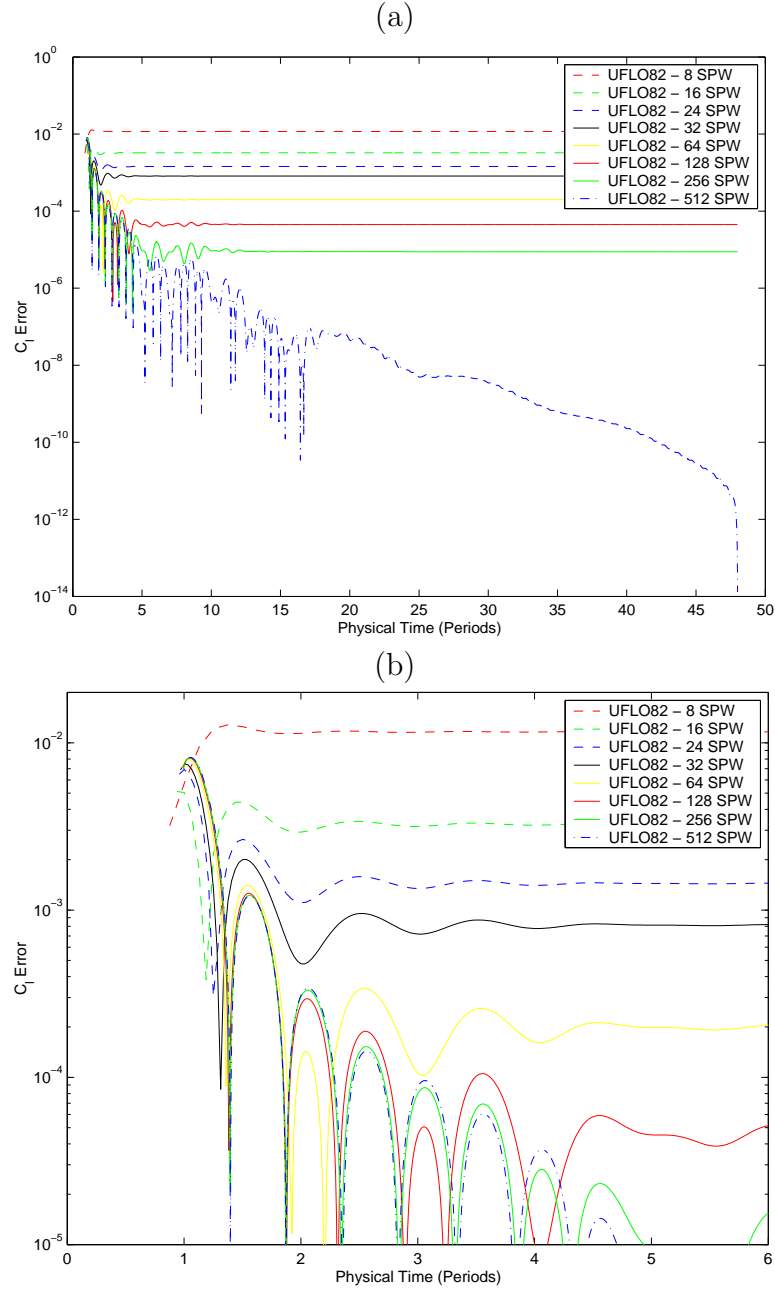 (a)
10^0
10^−2
10^−4
10^−6
10^−8
10^−10
10^−12
10^−14
C_l Error
UFLO82 − 8 SPW
UFLO82 − 16 SPW
UFLO82 − 24 SPW
UFLO82 − 32 SPW
UFLO82 − 64 SPW
UFLO82 − 128 SPW
UFLO82 − 256 SPW
UFLO82 − 512 SPW
0 5 10 15 20 25 30 35 40 45 50
Physical Time (Periods)
(b)
10^−2
10^−3
10^−4
10^−5
C_l Error
UFLO82 − 8 SPW
UFLO82 − 16 SPW
UFLO82 − 24 SPW
UFLO82 − 32 SPW
UFLO82 − 64 SPW
UFLO82 − 128 SPW
UFLO82 − 256 SPW
UFLO82 − 512 SPW
0 1 2 3 4 5 6
Physical Time (Periods)